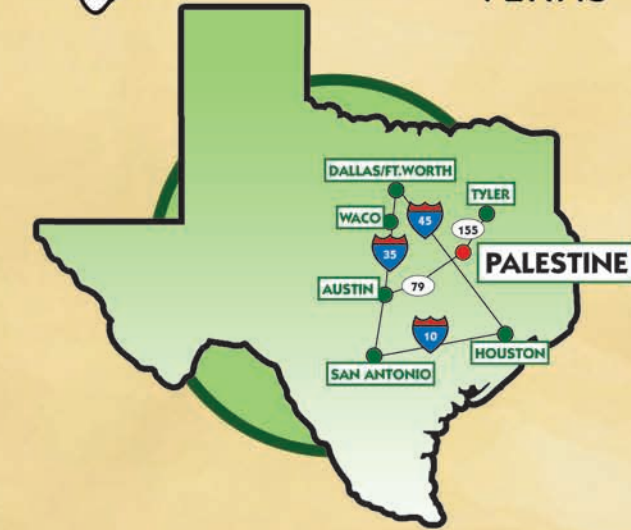 DALLAS/FT.WORTH
TYLER
WACO
45
155
35
PALESTINE
AUSTIN
79
10
SAN ANTONIO
HOUSTON